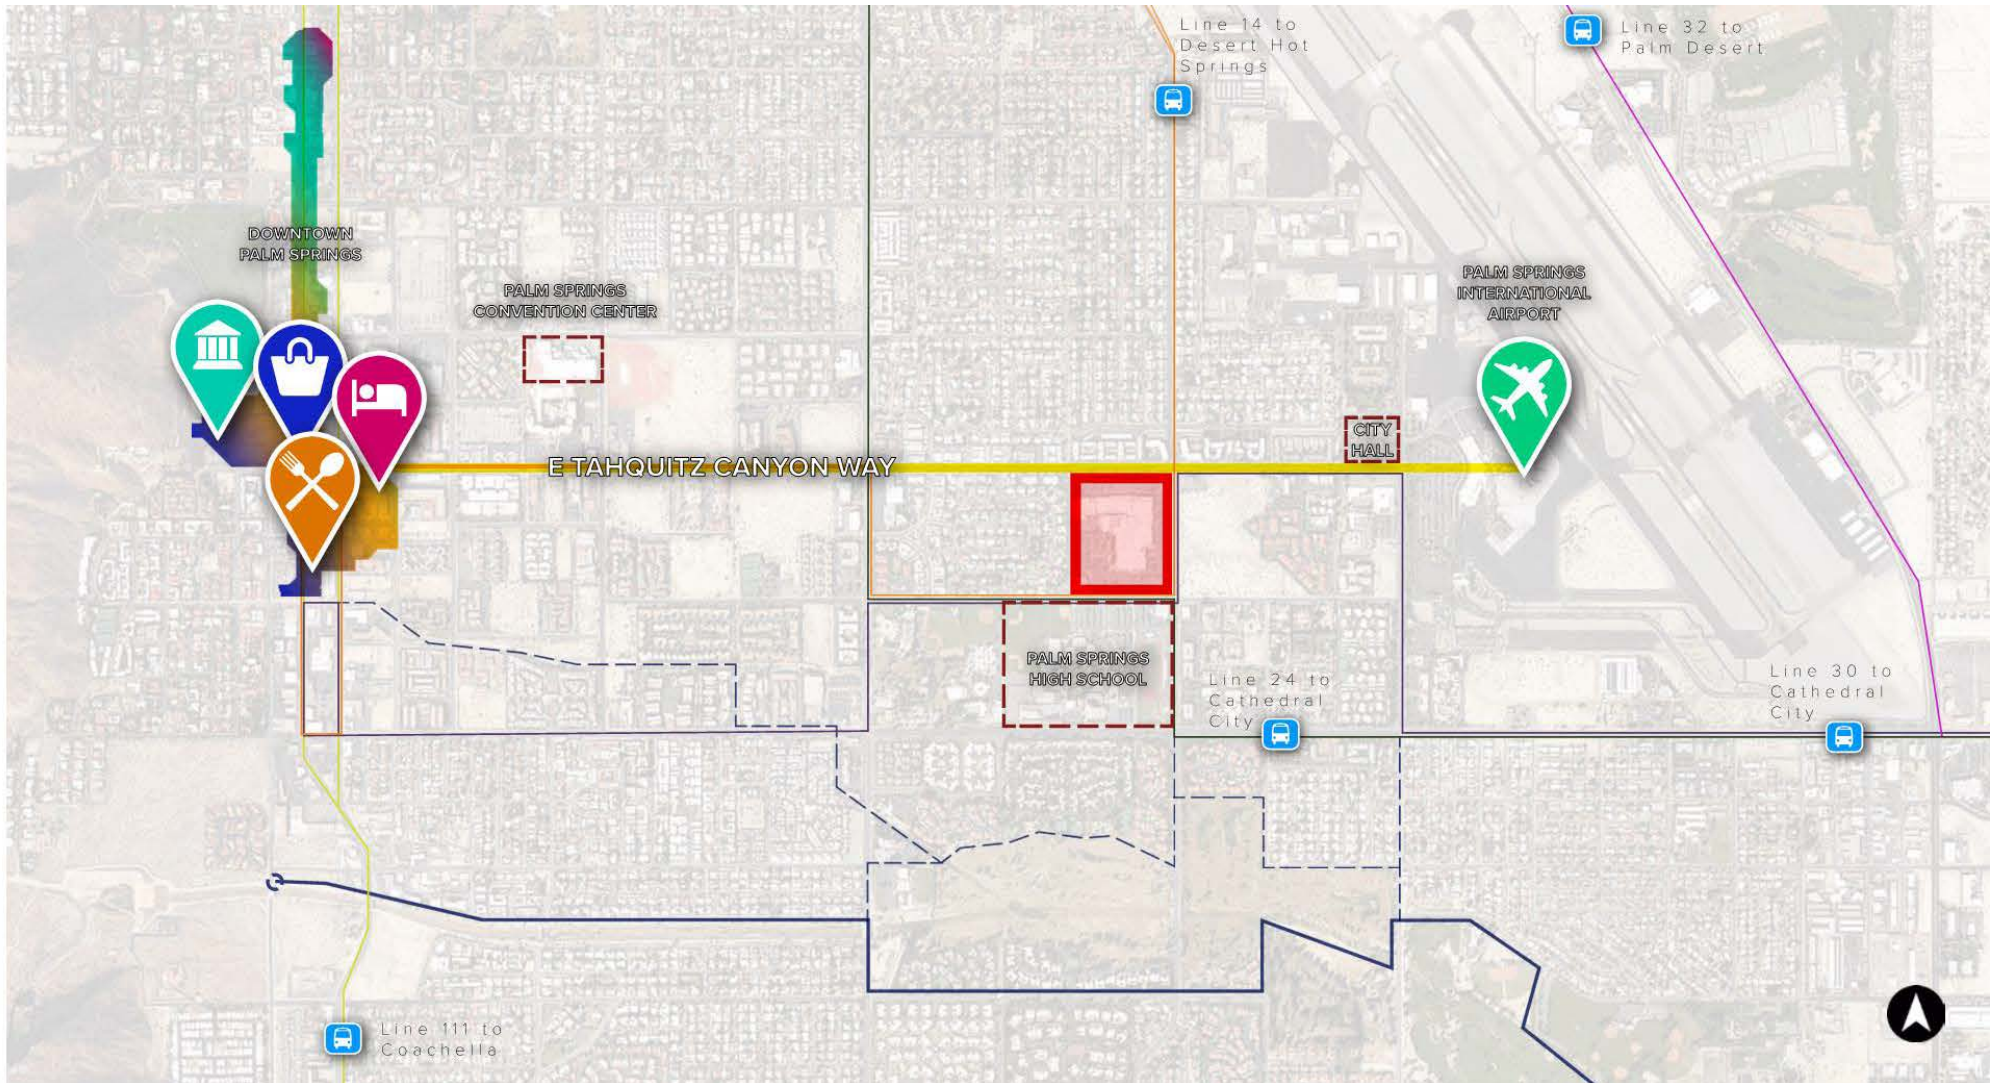 Line 14 to
Desert Hot
Springs
Line 32 to
Palm Desert
DOWNTOWN
PALM SPRINGS
PALM SPRINGS
CONVENTION CENTER
PALM SPRINGS
INTERNATIONAL
AIRPORT
CITY
HALL
E TAHQUITZ CANYON WAY
PALM SPRINGS
HIGH SCHOOL
Line 24 to
Cathedral
City
Line 30 to
Cathedral
City
Line 111 to
Coachella